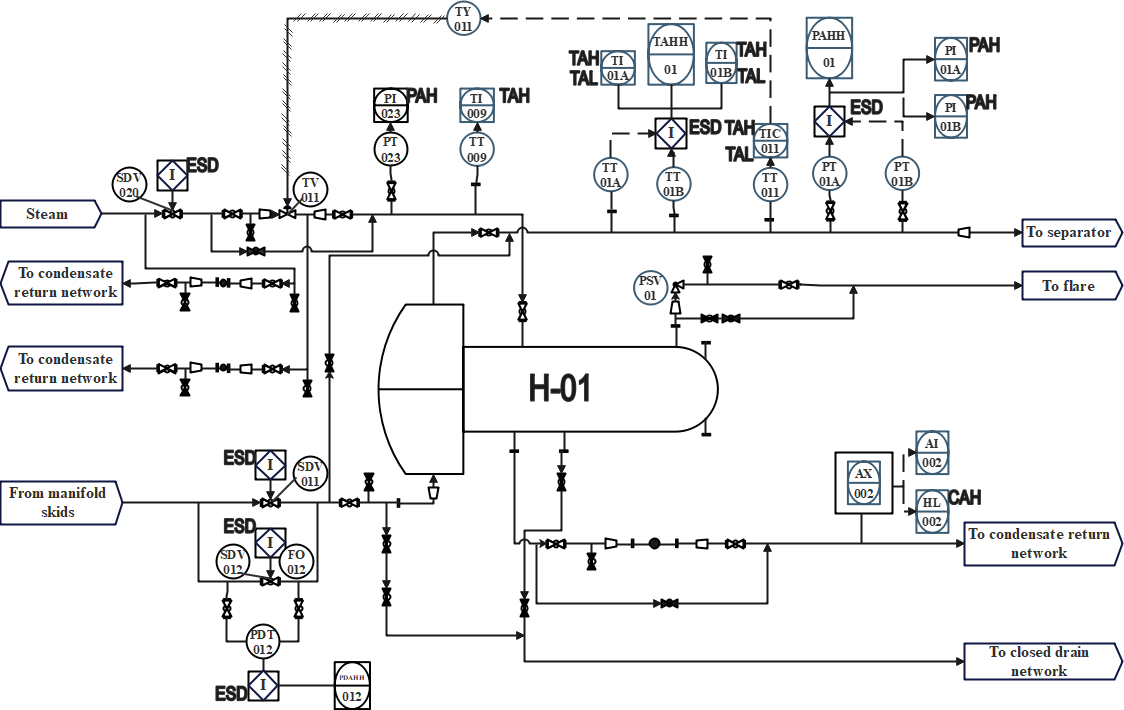 TY
011
TAHH
01
TI
01A
TAH
TAL
TI
01B
TAH
TAL
PAHH
01
PI
01A
PAH
PI
01B
PAH
PI
023
PAH
TI
009
TAH
ESD
I
ESD
I
TAH
TAL
TIC
011
PT
023
TT
009
TT
01A
TT
01B
TT
011
PT
01A
PT
01B
SDV
020
I
ESD
TV
011
Steam
To separator
To condensate
return network
PSV
01
To flare
To condensate
return network
H-01
ESD
I
SDV
011
From manifold
skids
AX
002
AI
002
HL
002
CAH
ESD
I
SDV
012
FO
012
To condensate return
network
PDT
012
To closed drain
network
ESD
I
PDAHH
012